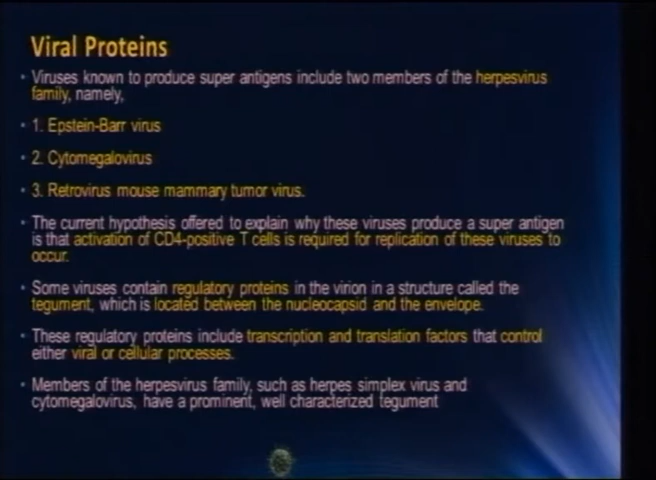 Viral Proteins
• Viruses known to produce super antigens include two members of the herpesvirus
family, namely,
• 1. Epstein-Barr virus
• 2. Cytomegalovirus
• 3. Retrovirus mouse mammary tumor virus.
• The current hypothesis offered to explain why these viruses produce a super antigen
is that activation of CD4-positive T cells is required for replication of these viruses to
occur.
• Some viruses contain regulatory proteins in the virion in a structure called the
tegument, which is located between the nucleocapsid and the envelope.
• These regulatory proteins include transcription and translation factors that control
either viral or cellular processes.
• Members of the herpesvirus family, such as herpes simplex virus and
cytomegalovirus, have a prominent, well characterized tegument